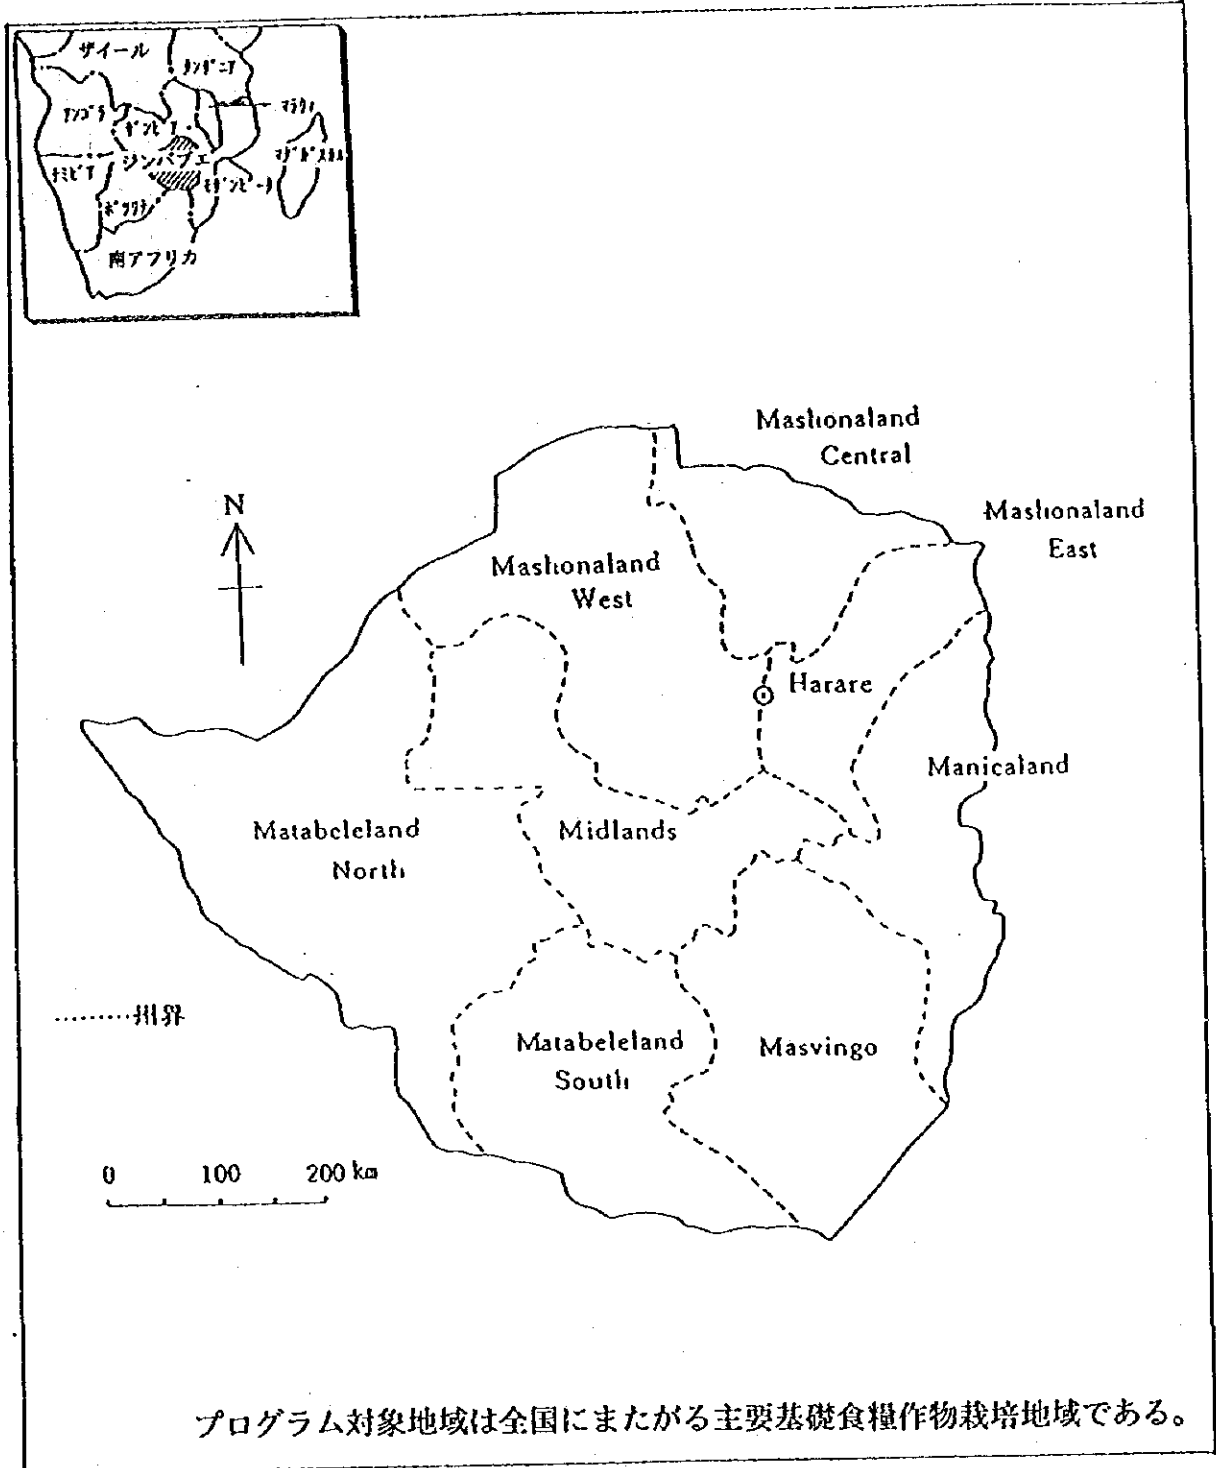 ザイール
タンザニア
アンゴラ
マラウィ
ザンビア
ジンバブエ
マダガスカル
ナミビア
モザンビーク
ボツワナ
南アフリカ
Mashonaland
Central
N
Mashonaland
East
Mashonaland
West
Harare
Manicaland
Matabeleland
North
Midlands
州界
Matabeleland
South
Masvingo
0 100 200 km
プログラム対象地域は全国にまたがる主要基礎食糧作物栽培地域である。